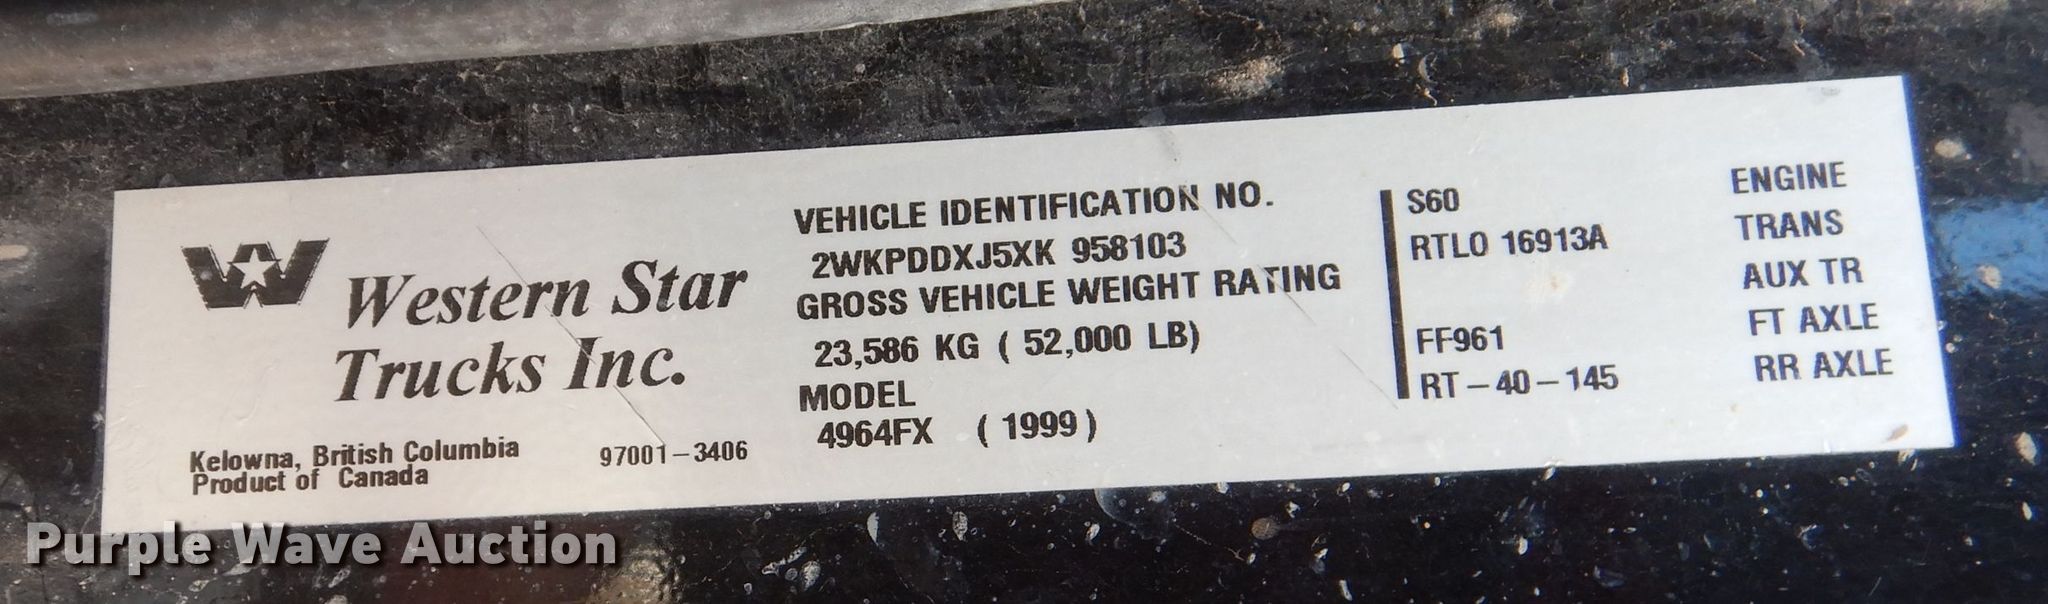 Western Star
Trucks Inc.
Kelowna, British Columbia
Product of Canada
97001-3406
VEHICLE IDENTIFICATION NO.
2WKPDDXJ5XK 958103
GROSS VEHICLE WEIGHT RATING
23,586 KG ( 52,000 LB)
MODEL
4964FX ( 1999 )
S60 ENGINE
RTLO 16913A TRANS
AUX TR
FF961 FT AXLE
RT-40-145 RR AXLE
Purple Wave Auction